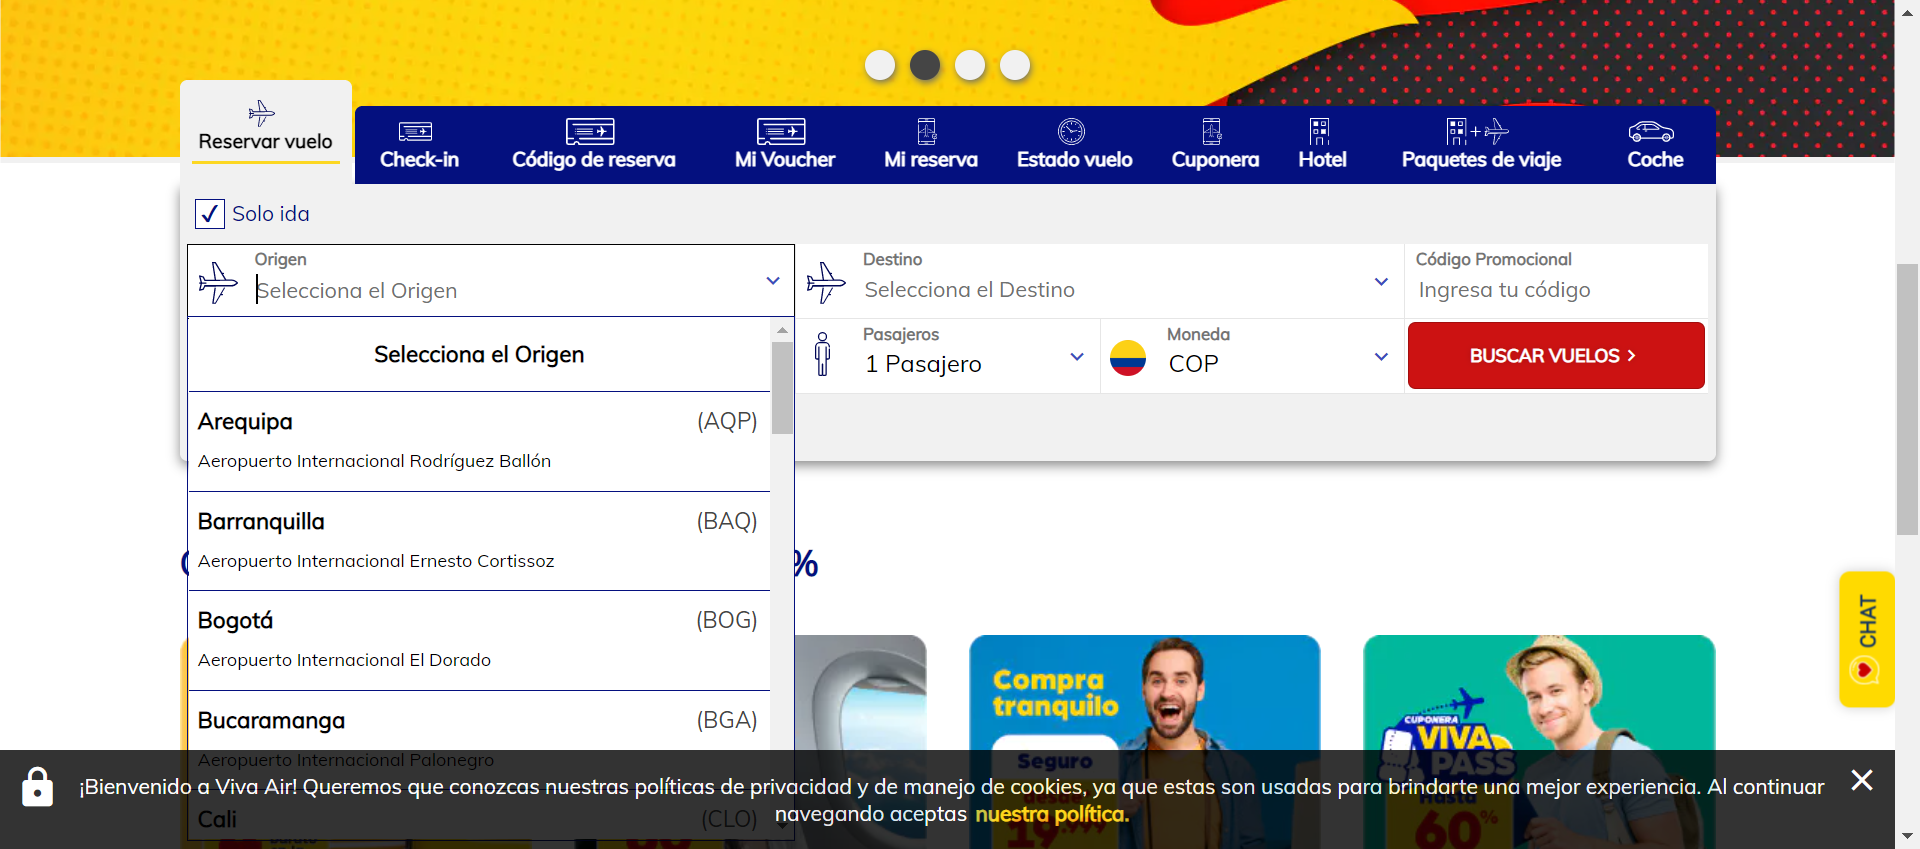 Reservar vuelo
Check-in
Código de reserva
Mi Voucher
Mi reserva
Estado vuelo
Cuponera
Hotel
Paquetes de viaje
Coche
Solo ida
Origen
Selecciona el Origen
Destino
Selecciona el Destino
Código Promocional
Ingresa tu código
Pasajeros
1 Pasajero
Moneda
COP
BUSCAR VUELOS
Selecciona el Origen
Arequipa (AQP)
Aeropuerto Internacional Rodríguez Ballón
Barranquilla (BAQ)
Aeropuerto Internacional Ernesto Cortissoz
%
Bogotá (BOG)
Aeropuerto Internacional El Dorado
Bucaramanga (BGA)
Aeropuerto Internacional Palonegro
Cali (CLO)
Compra
tranquilo
Seguro
desde
19.999
CUPONERA
VIVA
PASS
Hasta
60%
CHAT
¡Bienvenido a Viva Air! Queremos que conozcas nuestras políticas de privacidad y de manejo de cookies, ya que estas son usadas para brindarte una mejor experiencia. Al continuar
navegando aceptas nuestra política.